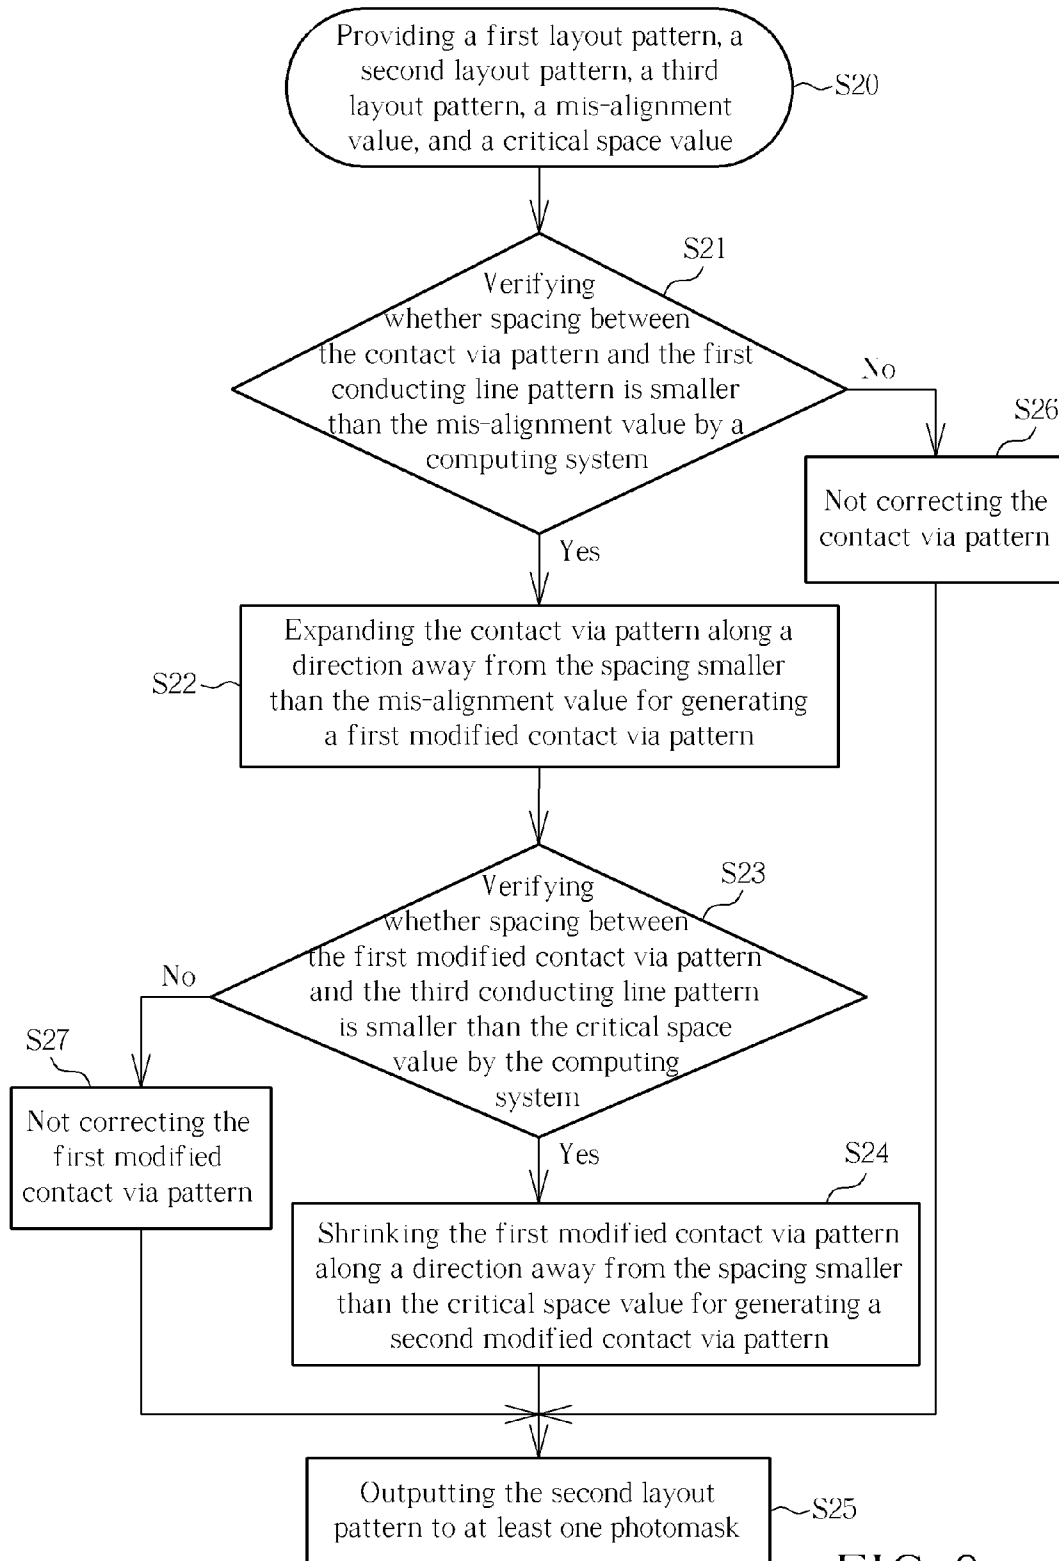 Providing a first layout pattern, a
second layout pattern, a third
layout pattern, a mis-alignment
value, and a critical space value
S20
S21
Verifying
whether spacing between
the contact via pattern and the first
conducting line pattern is smaller
than the mis-alignment value by a
computing system
No
S26
Not correcting the
contact via pattern
Yes
S22
Expanding the contact via pattern along a
direction away from the spacing smaller
than the mis-alignment value for generating
a first modified contact via pattern
S23
Verifying
whether spacing between
the first modified contact via pattern
and the third conducting line pattern
is smaller than the critical space
value by the computing
system
No
S27
Not correcting the
first modified
contact via pattern
Yes
S24
Shrinking the first modified contact via pattern
along a direction away from the spacing smaller
than the critical space value for generating a
second modified contact via pattern
Outputting the second layout
pattern to at least one photomask
S25